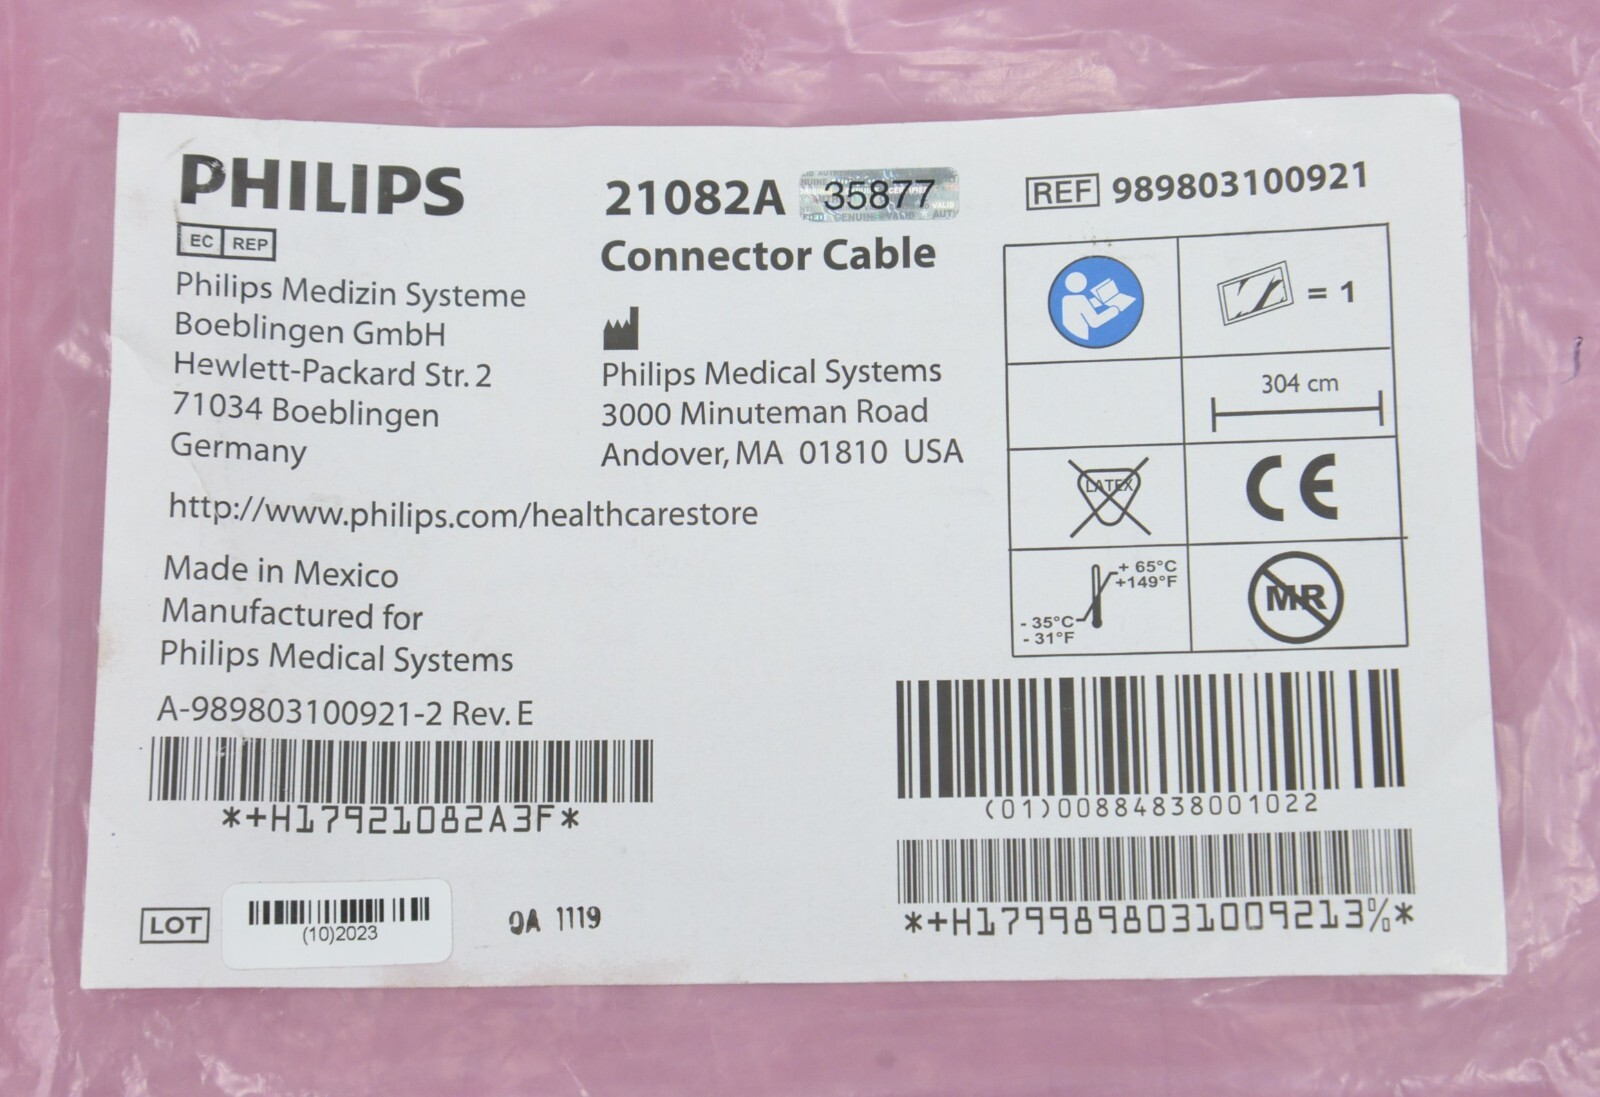 PHILIPS
EC REP
Philips Medizin Systeme
Boeblingen GmbH
Hewlett-Packard Str. 2
71034 Boeblingen
Germany
http://www.philips.com/healthcarestore
Made in Mexico
Manufactured for
Philips Medical Systems
A-989803100921-2 Rev. E
*+H17921082A3F*
LOT
(10)2023
QA 1119
21082A 35877
Connector Cable
Philips Medical Systems
3000 Minuteman Road
Andover, MA 01810 USA
REF 989803100921
= 1
304 cm
LATEX
CE
+ 65°C
+149°F
- 35°C
- 31°F
MR
(01)00884838001022
*+H1799898031009213%*